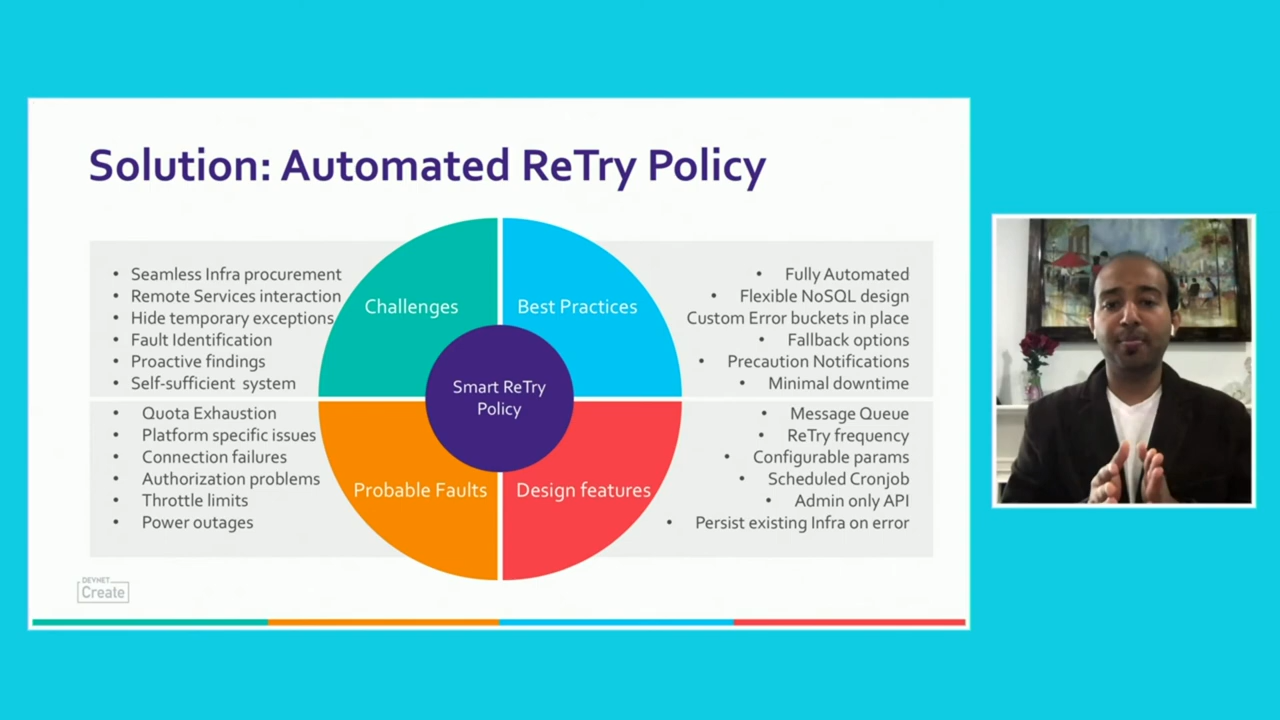 Solution: Automated ReTry Policy
• Seamless Infra procurement
• Remote Services interaction
• Hide temporary exceptions
• Fault Identification
• Proactive findings
• Self-sufficient system
Challenges
Best Practices
• Fully Automated
• Flexible NoSQL design
Custom Error buckets in place
• Fallback options
• Precaution Notifications
• Minimal downtime
Smart ReTry
Policy
• Quota Exhaustion
• Platform specific issues
• Connection failures
• Authorization problems
• Throttle limits
• Power outages
Probable Faults
Design features
• Message Queue
• ReTry frequency
• Configurable params
• Scheduled Cronjob
• Admin only API
• Persist existing Infra on error
DEVNET
Create